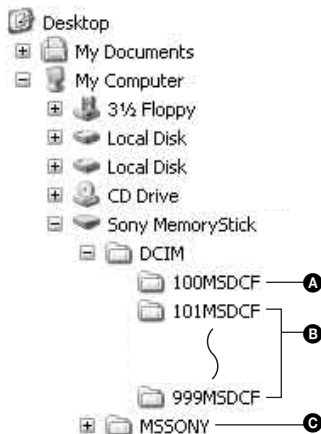 Desktop
My Documents
My Computer
3½ Floppy
Local Disk
Local Disk
CD Drive
Sony MemoryStick
DCIM
100MSDCF A
101MSDCF
B
999MSDCF
MSSONY C